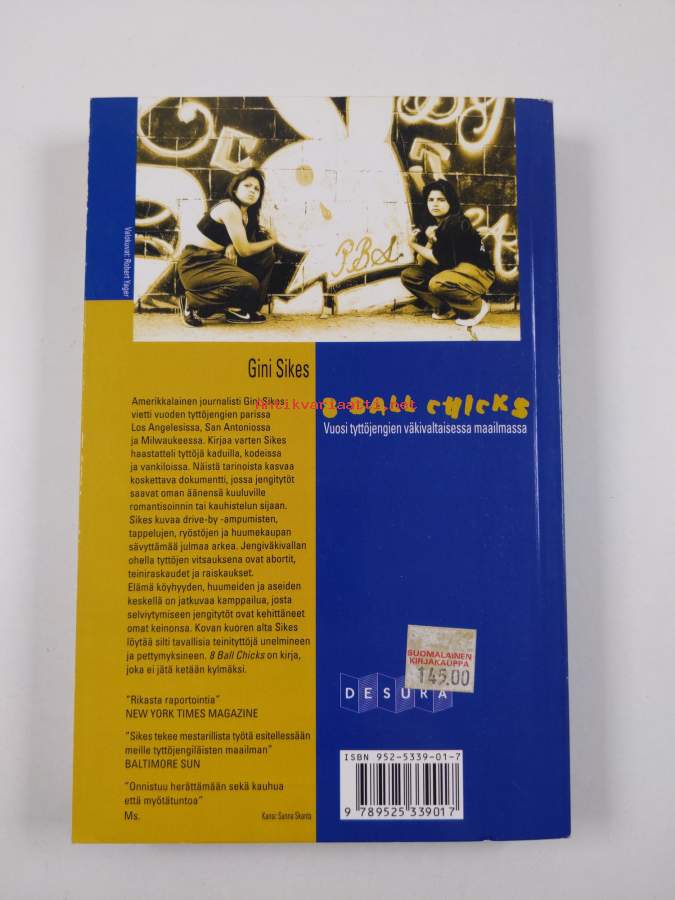 PBS
Valokuvat: Robert Yager
Gini Sikes
8 BALL CHICKS
Vuosi tyttöjengien väkivaltaisessa maailmassa
Antikvariaatti.net
Amerikkalainen journalisti Gini Sikes
vietti vuoden tyttöjengien parissa
Los Angelesissa, San Antoniossa
ja Milwaukeessa. Kirjaa varten Sikes
haastatteli tyttöjä kaduilla, kodeissa
ja vankiloissa. Näistä tarinoista kasvaa
koskettava dokumentti, jossa jengitytöt
saavat oman äänensä kuuluville
romantisoinnin tai kauhistelun sijaan.
Sikes kuvaa drive-by -ampumisten,
tappelujen, ryöstöjen ja huumekaupan
sävyttämää julmaa arkea. Jengiväkivallan
ohella tyttöjen vitsauksena ovat abortit,
teiniraskaudet ja raiskaukset.
Elämä köyhyyden, huumeiden ja aseiden
keskellä on jatkuvaa kamppailua, josta
selviytymiseen jengitytöt ovat kehittäneet
omat keinonsa. Kovan kuoren alta Sikes
löytää silti tavallisia teinityttöjä unelmineen
ja pettymyksineen. 8 Ball Chicks on kirja,
joka ei jätä ketään kylmäksi.
"Rikasta raportointia"
NEW YORK TIMES MAGAZINE
"Sikes tekee mestarillista työtä esitellessään
meille tyttöjengiläisten maailman"
BALTIMORE SUN
"Onnistuu herättämään sekä kauhua
että myötätuntoa"
Ms.
Kansi: Sanna Skants
SUOMALAINEN
KIRJAKAUPPA
145.00
DESURA
ISBN 952-5339-01-7
9 789525 339017